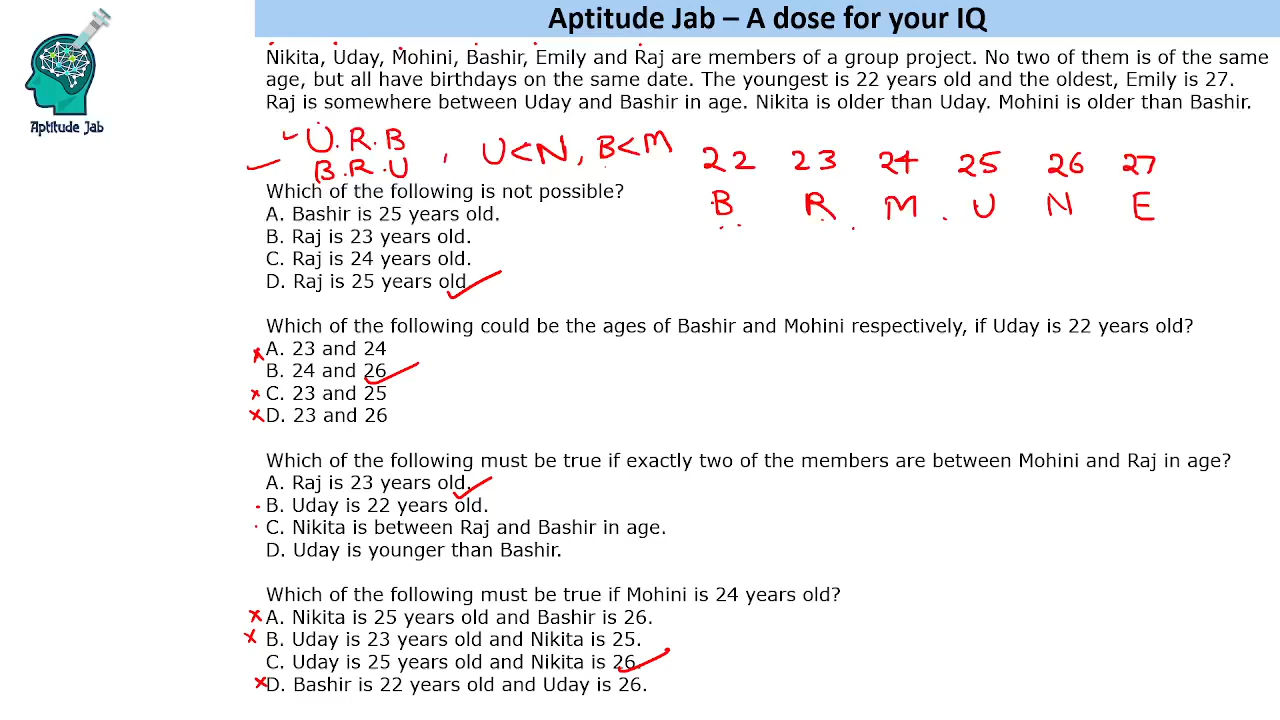 Aptitude Jab – A dose for your IQ
Nikita, Uday, Mohini, Bashir, Emily and Raj are members of a group project. No two of them is of the same
age, but all have birthdays on the same date. The youngest is 22 years old and the oldest, Emily is 27.
Raj is somewhere between Uday and Bashir in age. Nikita is older than Uday. Mohini is older than Bashir.
Aptitude Jab
U.R.B
B.R.U , U<N, B<M
22 23 24 25 26 27
B R M U N E
Which of the following is not possible?
A. Bashir is 25 years old.
B. Raj is 23 years old.
C. Raj is 24 years old.
D. Raj is 25 years old
Which of the following could be the ages of Bashir and Mohini respectively, if Uday is 22 years old?
A. 23 and 24
B. 24 and 26
C. 23 and 25
D. 23 and 26
Which of the following must be true if exactly two of the members are between Mohini and Raj in age?
A. Raj is 23 years old.
B. Uday is 22 years old.
C. Nikita is between Raj and Bashir in age.
D. Uday is younger than Bashir.
Which of the following must be true if Mohini is 24 years old?
A. Nikita is 25 years old and Bashir is 26.
B. Uday is 23 years old and Nikita is 25.
C. Uday is 25 years old and Nikita is 26.
D. Bashir is 22 years old and Uday is 26.